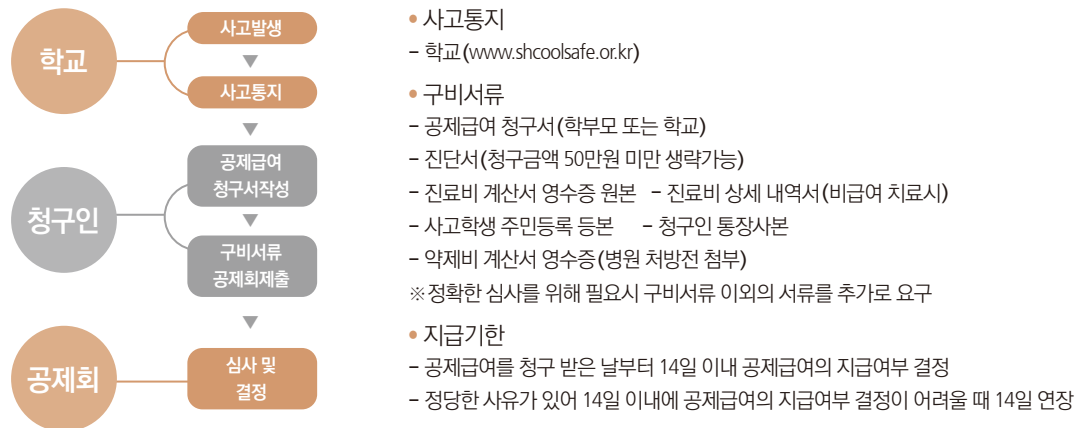 학교
사고발생
사고통지
청구인
공제급여
청구서작성
구비서류
공제회제출
공제회
심사 및
결정
• 사고통지
– 학교(www.shcoolsafe.or.kr)
• 구비서류
– 공제급여 청구서(학부모 또는 학교)
– 진단서(청구금액 50만원 미만 생략가능)
– 진료비 계산서 영수증 원본 – 진료비 상세 내역서(비급여 치료시)
– 사고학생 주민등록 등본 – 청구인 통장사본
– 약제비 계산서 영수증(병원 처방전 첨부)
※정확한 심사를 위해 필요시 구비서류 이외의 서류를 추가로 요구
• 지급기한
– 공제급여를 청구 받은 날부터 14일 이내 공제급여의 지급여부 결정
– 정당한 사유가 있어 14일 이내에 공제급여의 지급여부 결정이 어려울 때 14일 연장